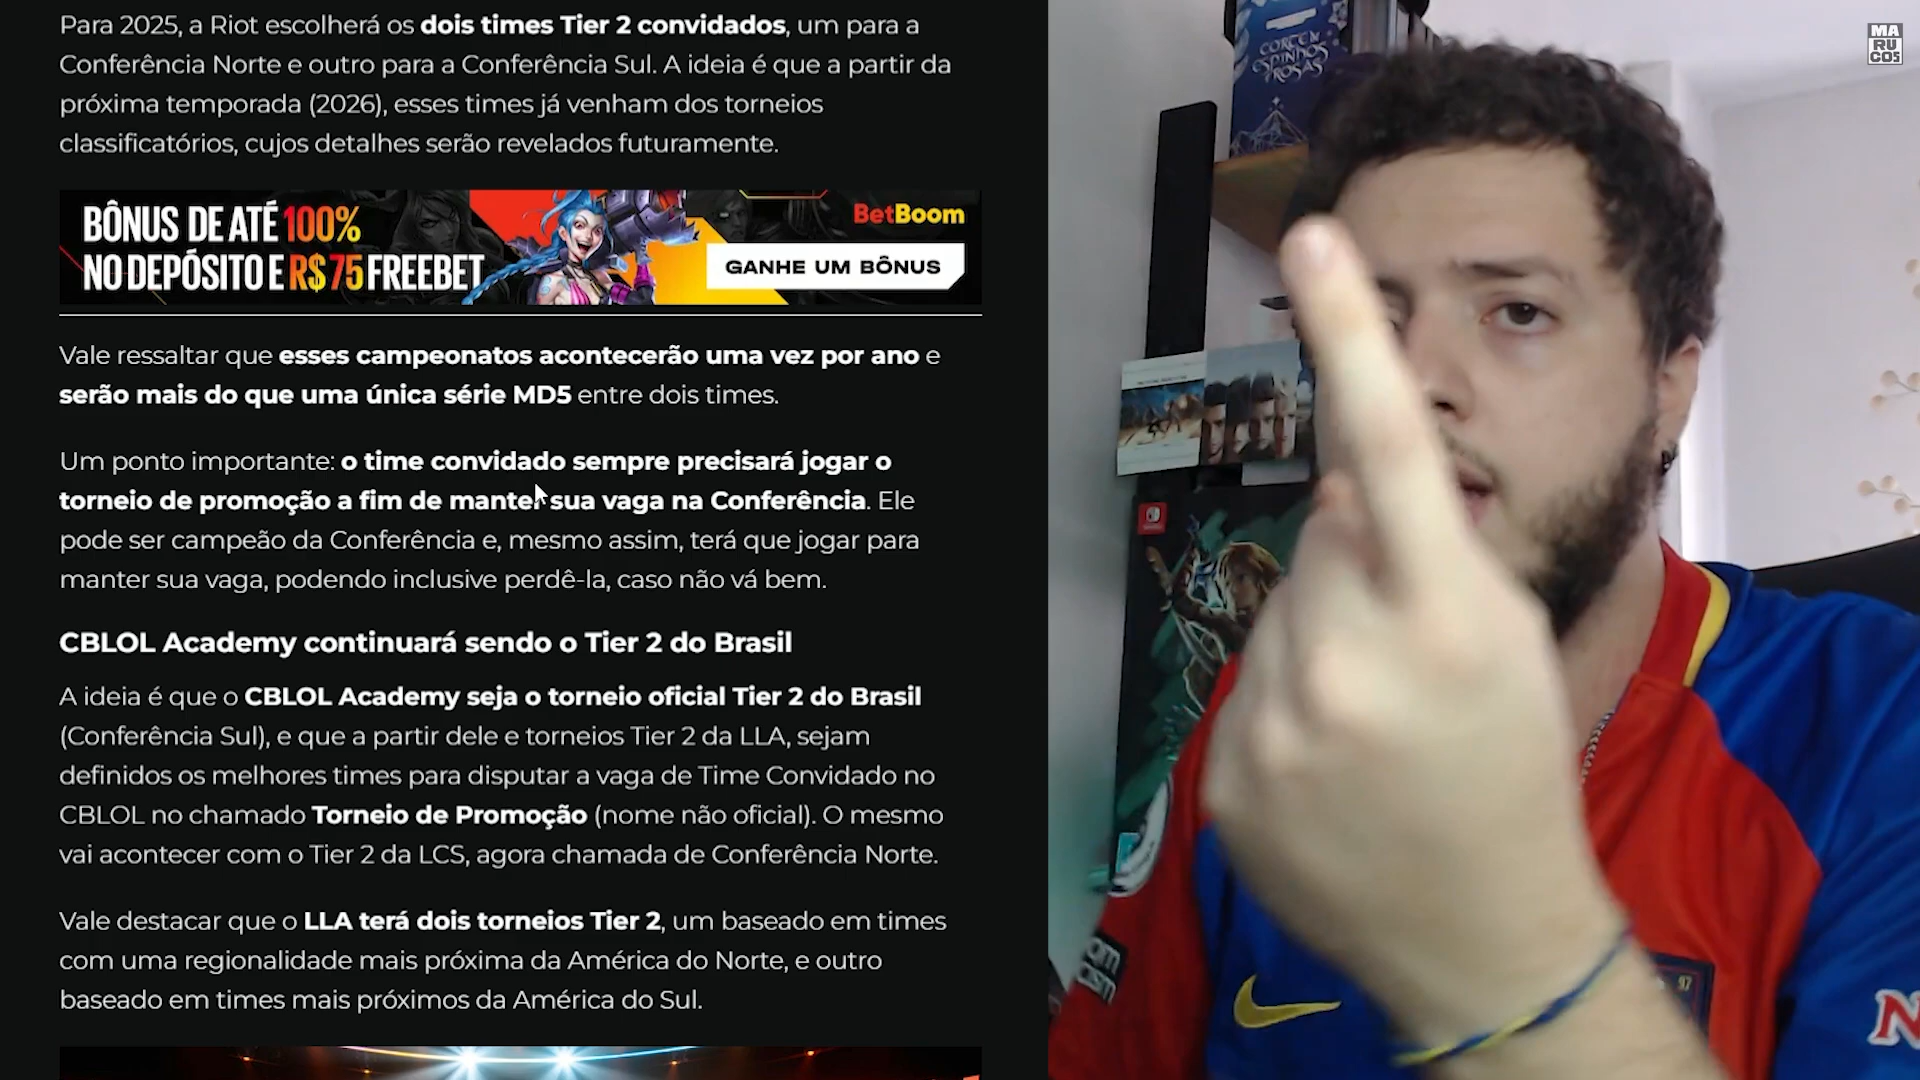 Para 2025, a Riot escolherá os dois times Tier 2 convidados, um para a
Conferência Norte e outro para a Conferência Sul. A ideia é que a partir da
próxima temporada (2026), esses times já venham dos torneios
classificatórios, cujos detalhes serão revelados futuramente.
BÔNUS DE ATÉ 100%
NO DEPÓSITO E R$75 FREEBET
BetBoom
GANHE UM BÔNUS
Vale ressaltar que esses campeonatos acontecerão uma vez por ano e
serão mais do que uma única série MD5 entre dois times.
Um ponto importante: o time convidado sempre precisará jogar o
torneio de promoção a fim de manter sua vaga na Conferência. Ele
pode ser campeão da Conferência e, mesmo assim, terá que jogar para
manter sua vaga, podendo inclusive perdê-la, caso não vá bem.
CBLOL Academy continuará sendo o Tier 2 do Brasil
A ideia é que o CBLOL Academy seja o torneio oficial Tier 2 do Brasil
(Conferência Sul), e que a partir dele e torneios Tier 2 da LLA, sejam
definidos os melhores times para disputar a vaga de Time Convidado no
CBLOL no chamado Torneio de Promoção (nome não oficial). O mesmo
vai acontecer com o Tier 2 da LCS, agora chamada de Conferência Norte.
Vale destacar que o LLA terá dois torneios Tier 2, um baseado em times
com uma regionalidade mais próxima da América do Norte, e outro
baseado em times mais próximos da América do Sul.
MA
RU
COS
ESPINHOS
ROSAS
97
N